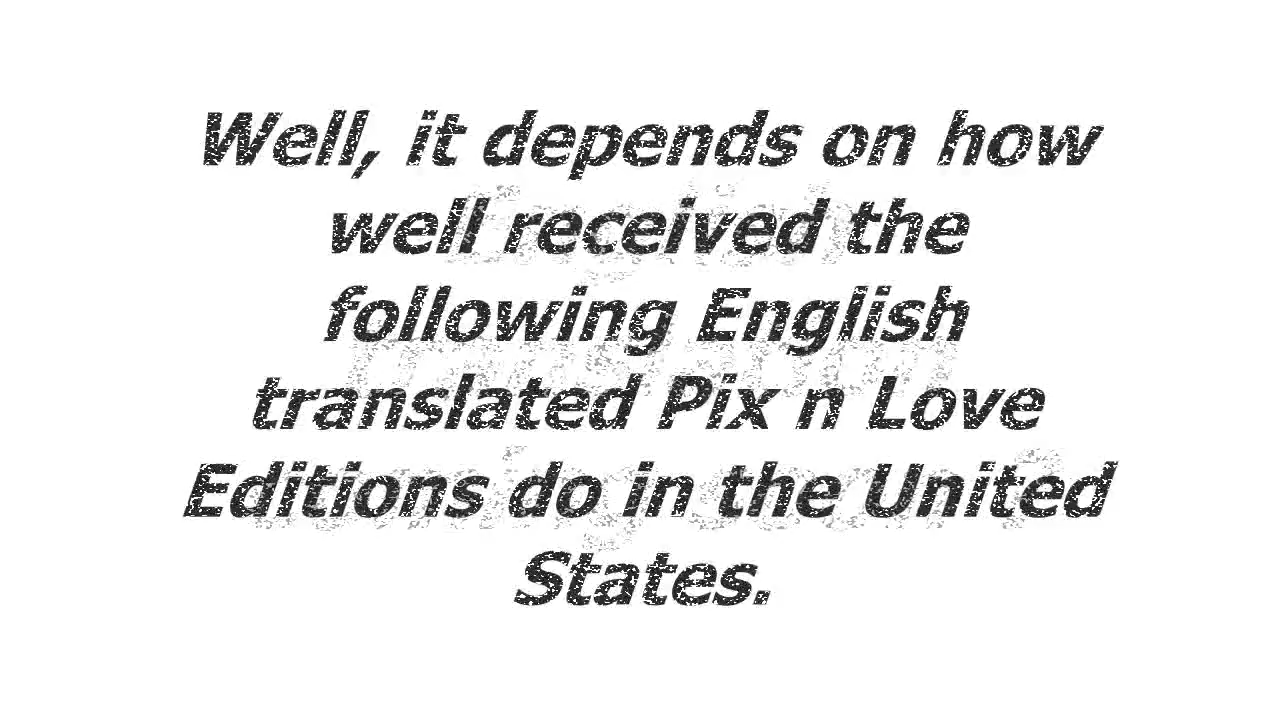 Well, it depends on how
well received the
following English
translated Pix n Love
Editions do in the United
States.